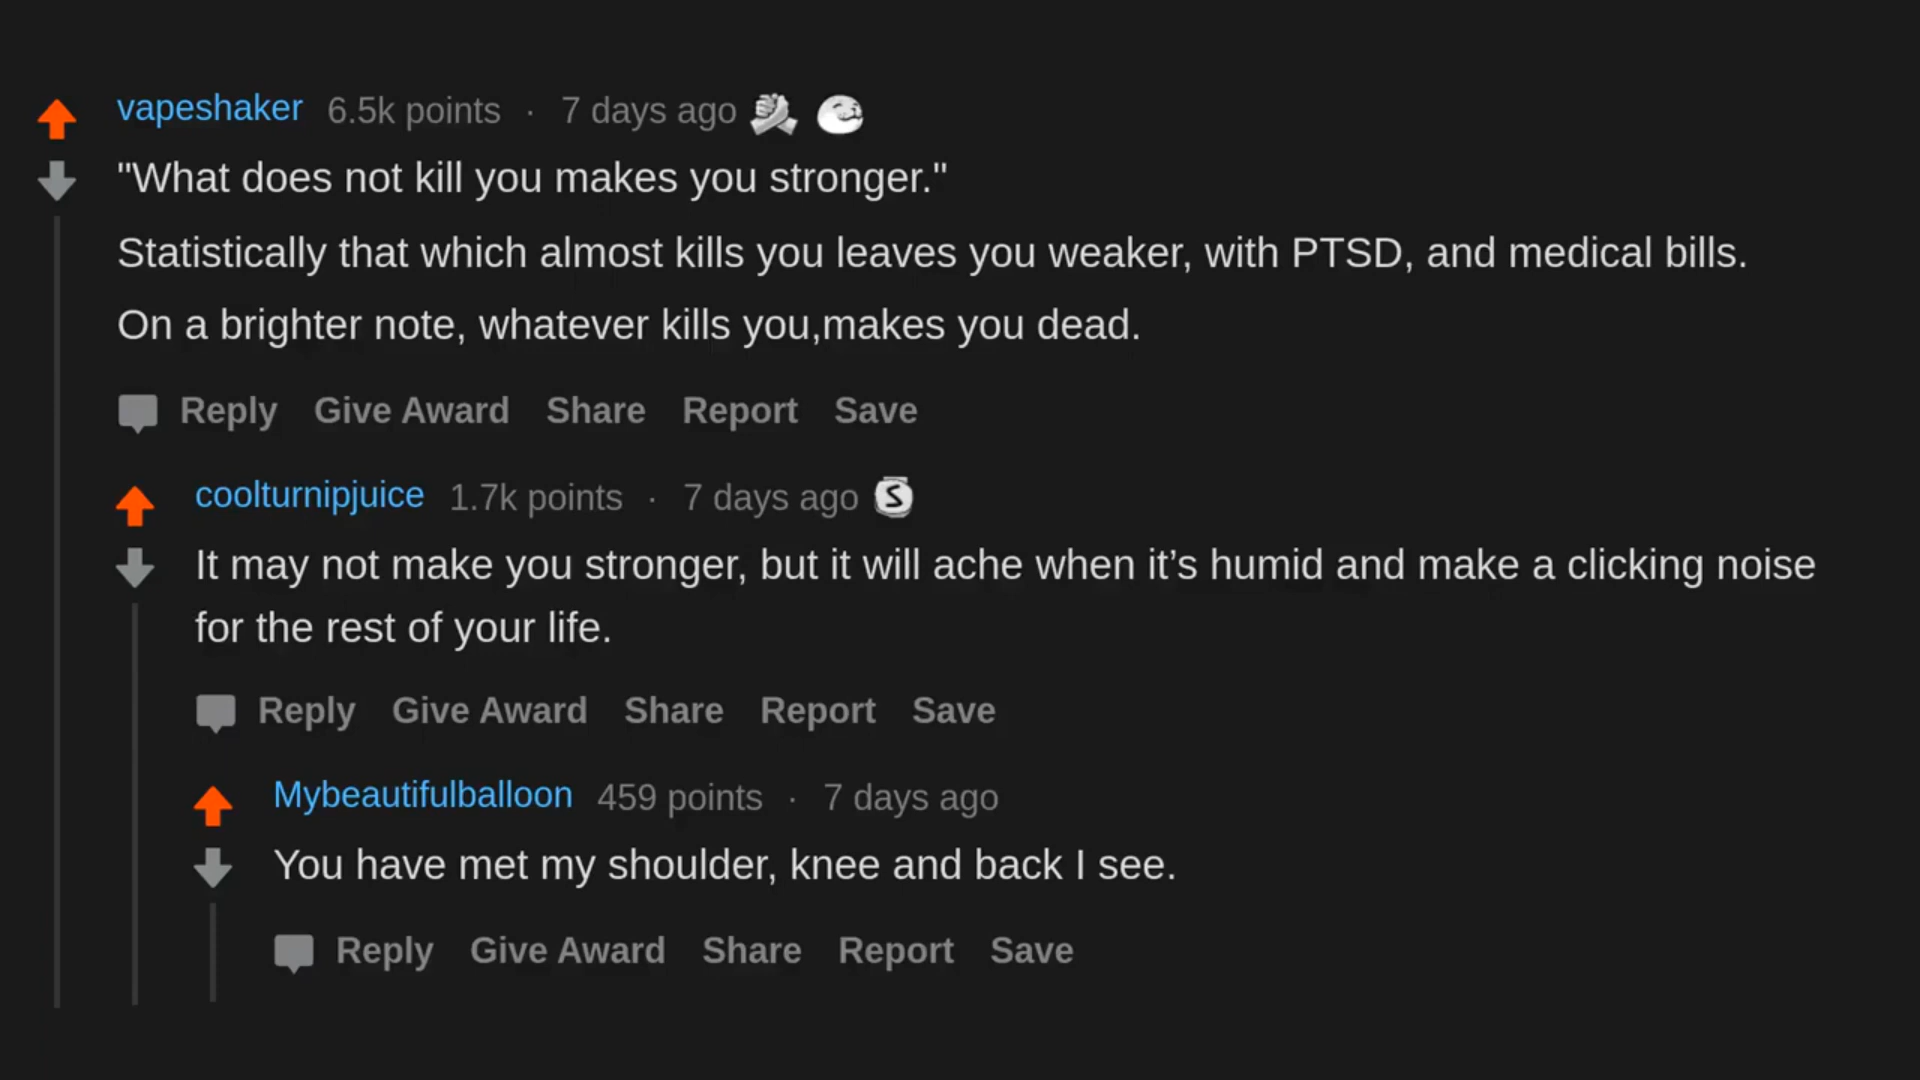 vapeshaker 6.5k points · 7 days ago
"What does not kill you makes you stronger."
Statistically that which almost kills you leaves you weaker, with PTSD, and medical bills.
On a brighter note, whatever kills you,makes you dead.
Reply Give Award Share Report Save
coolturnipjuice 1.7k points · 7 days ago S
It may not make you stronger, but it will ache when it’s humid and make a clicking noise
for the rest of your life.
Reply Give Award Share Report Save
Mybeautifulballoon 459 points · 7 days ago
You have met my shoulder, knee and back I see.
Reply Give Award Share Report Save